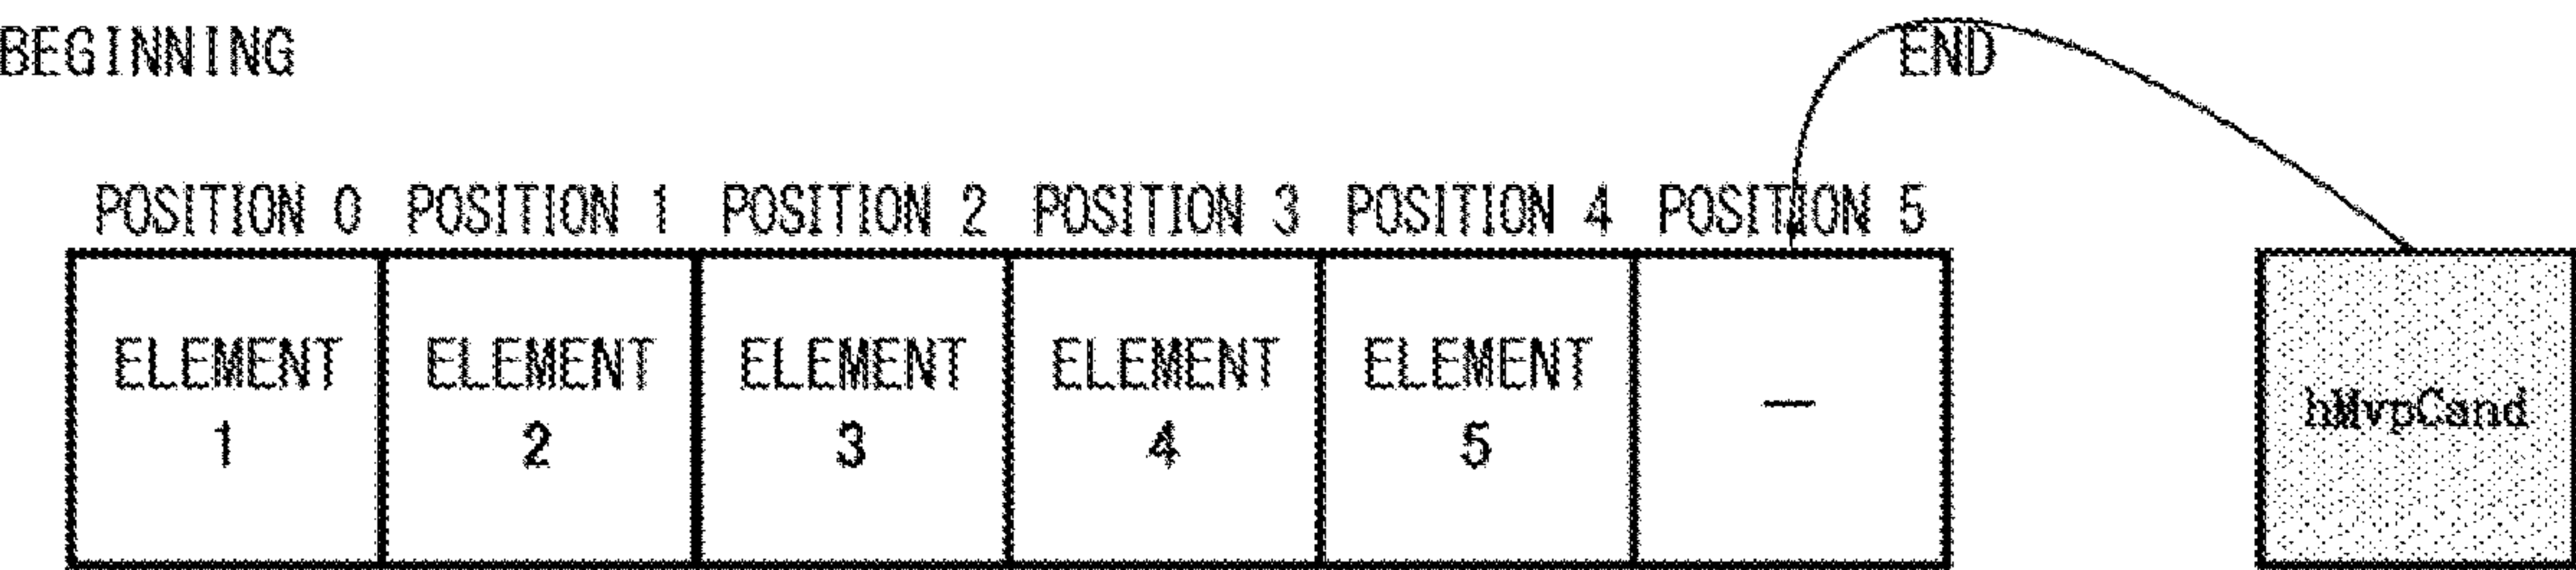 BEGINNING END
POSITION 0 POSITION 1 POSITION 2 POSITION 3 POSITION 4 POSITION 5
ELEMENT ELEMENT ELEMENT ELEMENT ELEMENT —
1 2 3 4 5
hMvpCand